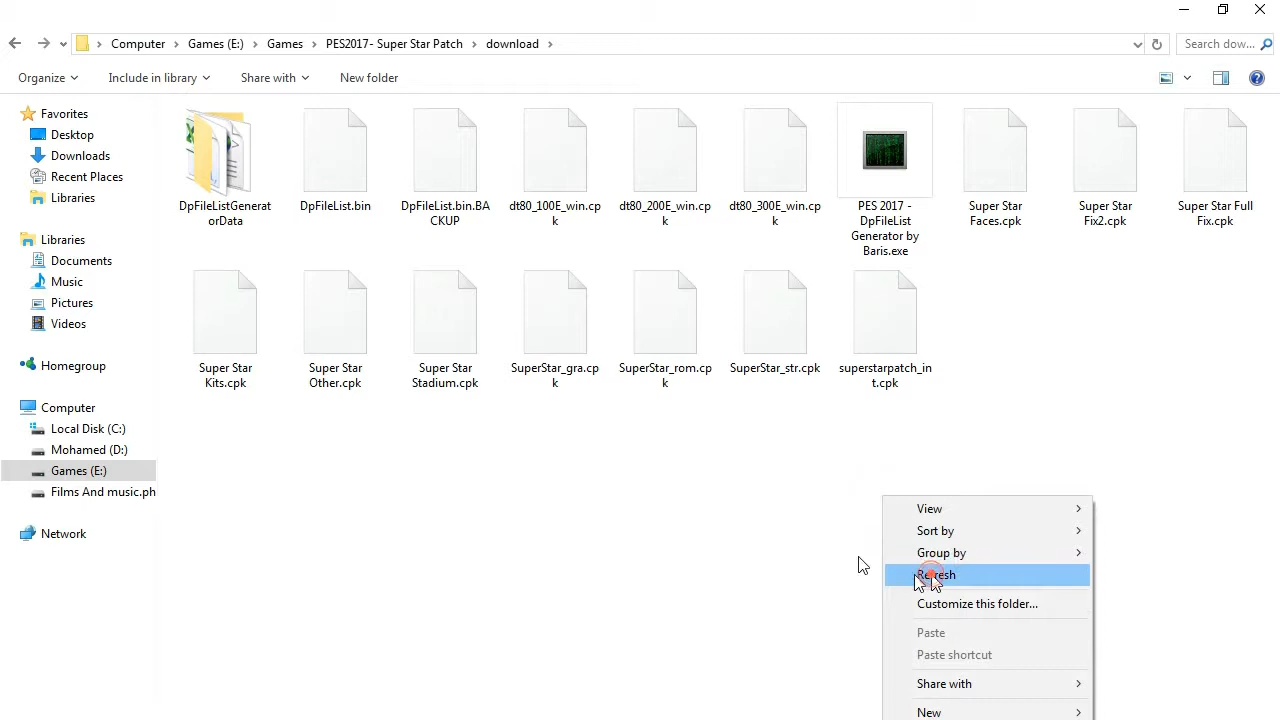 Computer Games (E:) Games PES2017- Super Star Patch download
Search dow...
Organize Include in library Share with New folder
Favorites
Desktop
Downloads
Recent Places
Libraries
Libraries
Documents
Music
Pictures
Videos
Homegroup
Computer
Local Disk (C:)
Mohamed (D:)
Games (E:)
Films And music.ph
Network
DpFileListGenerat
orData
DpFileList.bin
DpFileList.bin.BA
CKUP
dt80_100E_win.cp
k
dt80_200E_win.cp
k
dt80_300E_win.cp
k
PES 2017 -
DpFileList
Generator by
Baris.exe
Super Star
Faces.cpk
Super Star
Fix2.cpk
Super Star Full
Fix.cpk
Super Star
Kits.cpk
Super Star
Other.cpk
Super Star
Stadium.cpk
SuperStar_gra.cp
k
SuperStar_rom.cp
k
SuperStar_str.cpk
superstarpatch_in
t.cpk
View
Sort by
Group by
Refresh
Customize this folder...
Paste
Paste shortcut
Share with
New